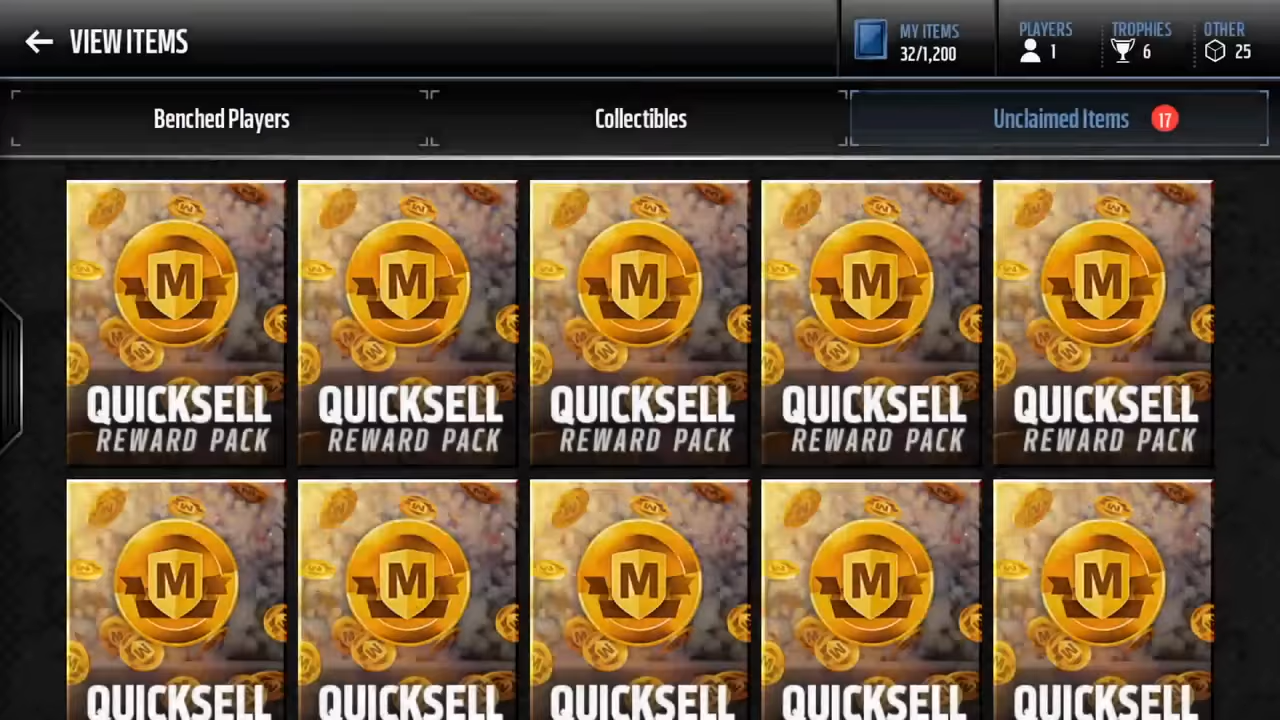 VIEW ITEMS
MY ITEMS
32/1,200
PLAYERS
1
TROPHIES
6
OTHER
25
Benched Players
Collectibles
Unclaimed Items 17
M
QUICKSELL
REWARD PACK
M
QUICKSELL
REWARD PACK
M
QUICKSELL
REWARD PACK
M
QUICKSELL
REWARD PACK
M
QUICKSELL
REWARD PACK
M
QUICKSELL
M
QUICKSELL
M
QUICKSELL
M
QUICKSELL
M
QUICKSELL